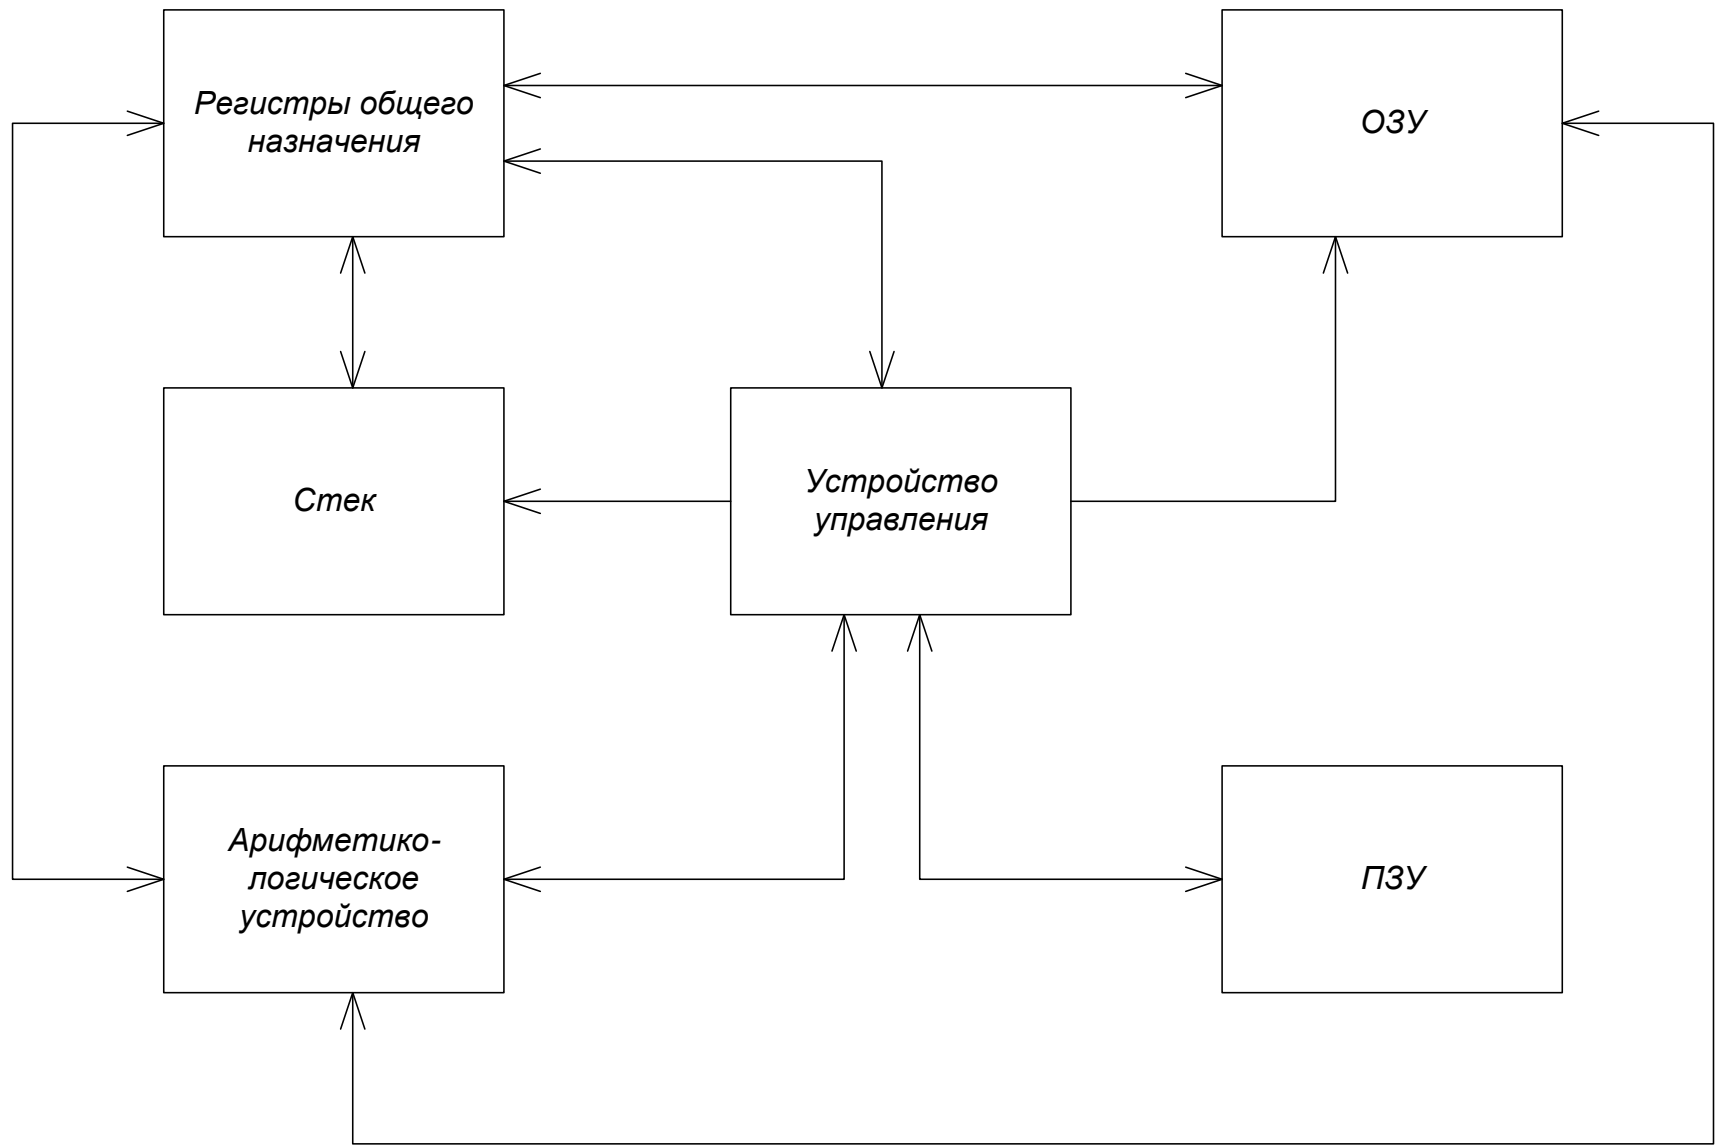 Регистры общего
назначения
ОЗУ
Стек
Устройство
управления
Арифметико-
логическое
устройство
ПЗУ